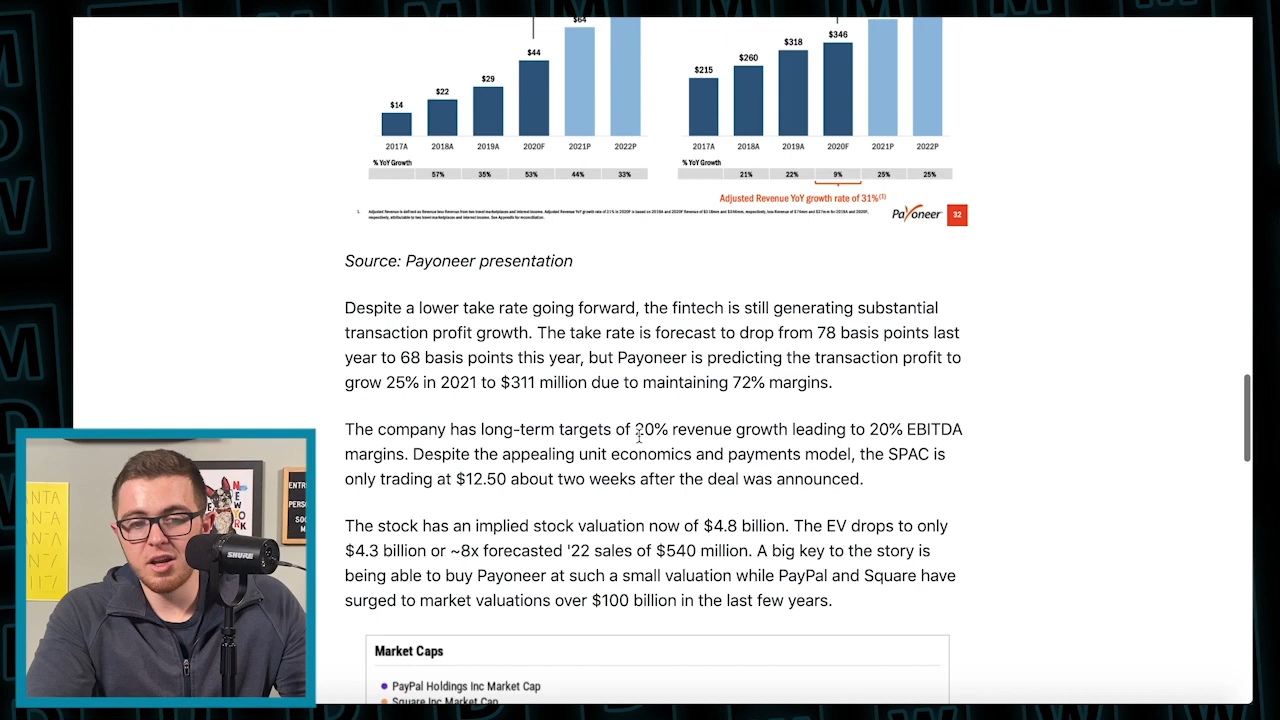 $64
$44
$29
$22
$14
2017A 2018A 2019A 2020F 2021P 2022P
% YoY Growth
57% 35% 53% 44% 33%
$346
$318
$260
$215
2017A 2018A 2019A 2020F 2021P 2022P
% YoY Growth
21% 22% 9% 25% 25%
Adjusted Revenue YoY growth rate of 31%(1)
Payoneer 32
Source: Payoneer presentation
Despite a lower take rate going forward, the fintech is still generating substantial
transaction profit growth. The take rate is forecast to drop from 78 basis points last
year to 68 basis points this year, but Payoneer is predicting the transaction profit to
grow 25% in 2021 to $311 million due to maintaining 72% margins.
The company has long-term targets of 20% revenue growth leading to 20% EBITDA
margins. Despite the appealing unit economics and payments model, the SPAC is
only trading at $12.50 about two weeks after the deal was announced.
The stock has an implied stock valuation now of $4.8 billion. The EV drops to only
$4.3 billion or ~8x forecasted '22 sales of $540 million. A big key to the story is
being able to buy Payoneer at such a small valuation while PayPal and Square have
surged to market valuations over $100 billion in the last few years.
Market Caps
PayPal Holdings Inc Market Cap
Square Inc Market Cap
NEW
YORK
SHURE